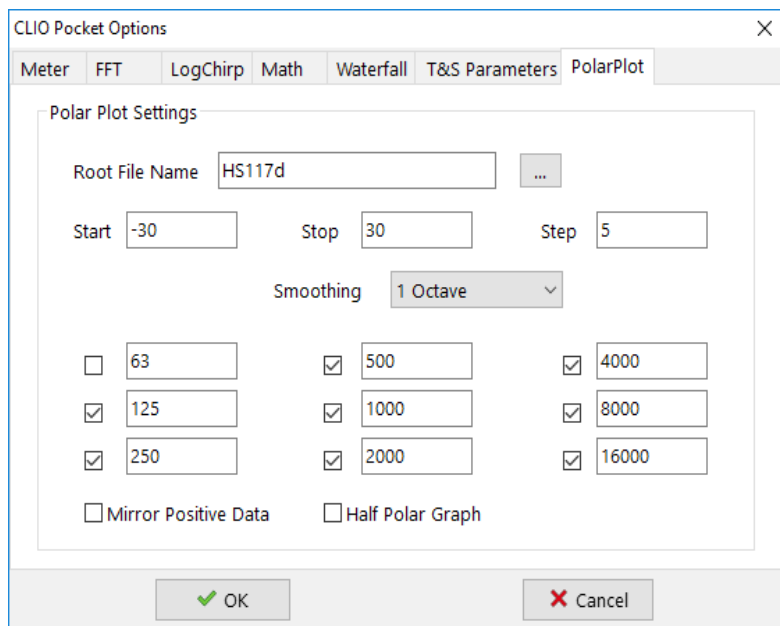 CLIO Pocket Options
Meter FFT LogChirp Math Waterfall T&S Parameters PolarPlot
Polar Plot Settings
Root File Name HS117d ...
Start -30 Stop 30 Step 5
Smoothing 1 Octave
63 500 4000
125 1000 8000
250 2000 16000
Mirror Positive Data Half Polar Graph
OK Cancel